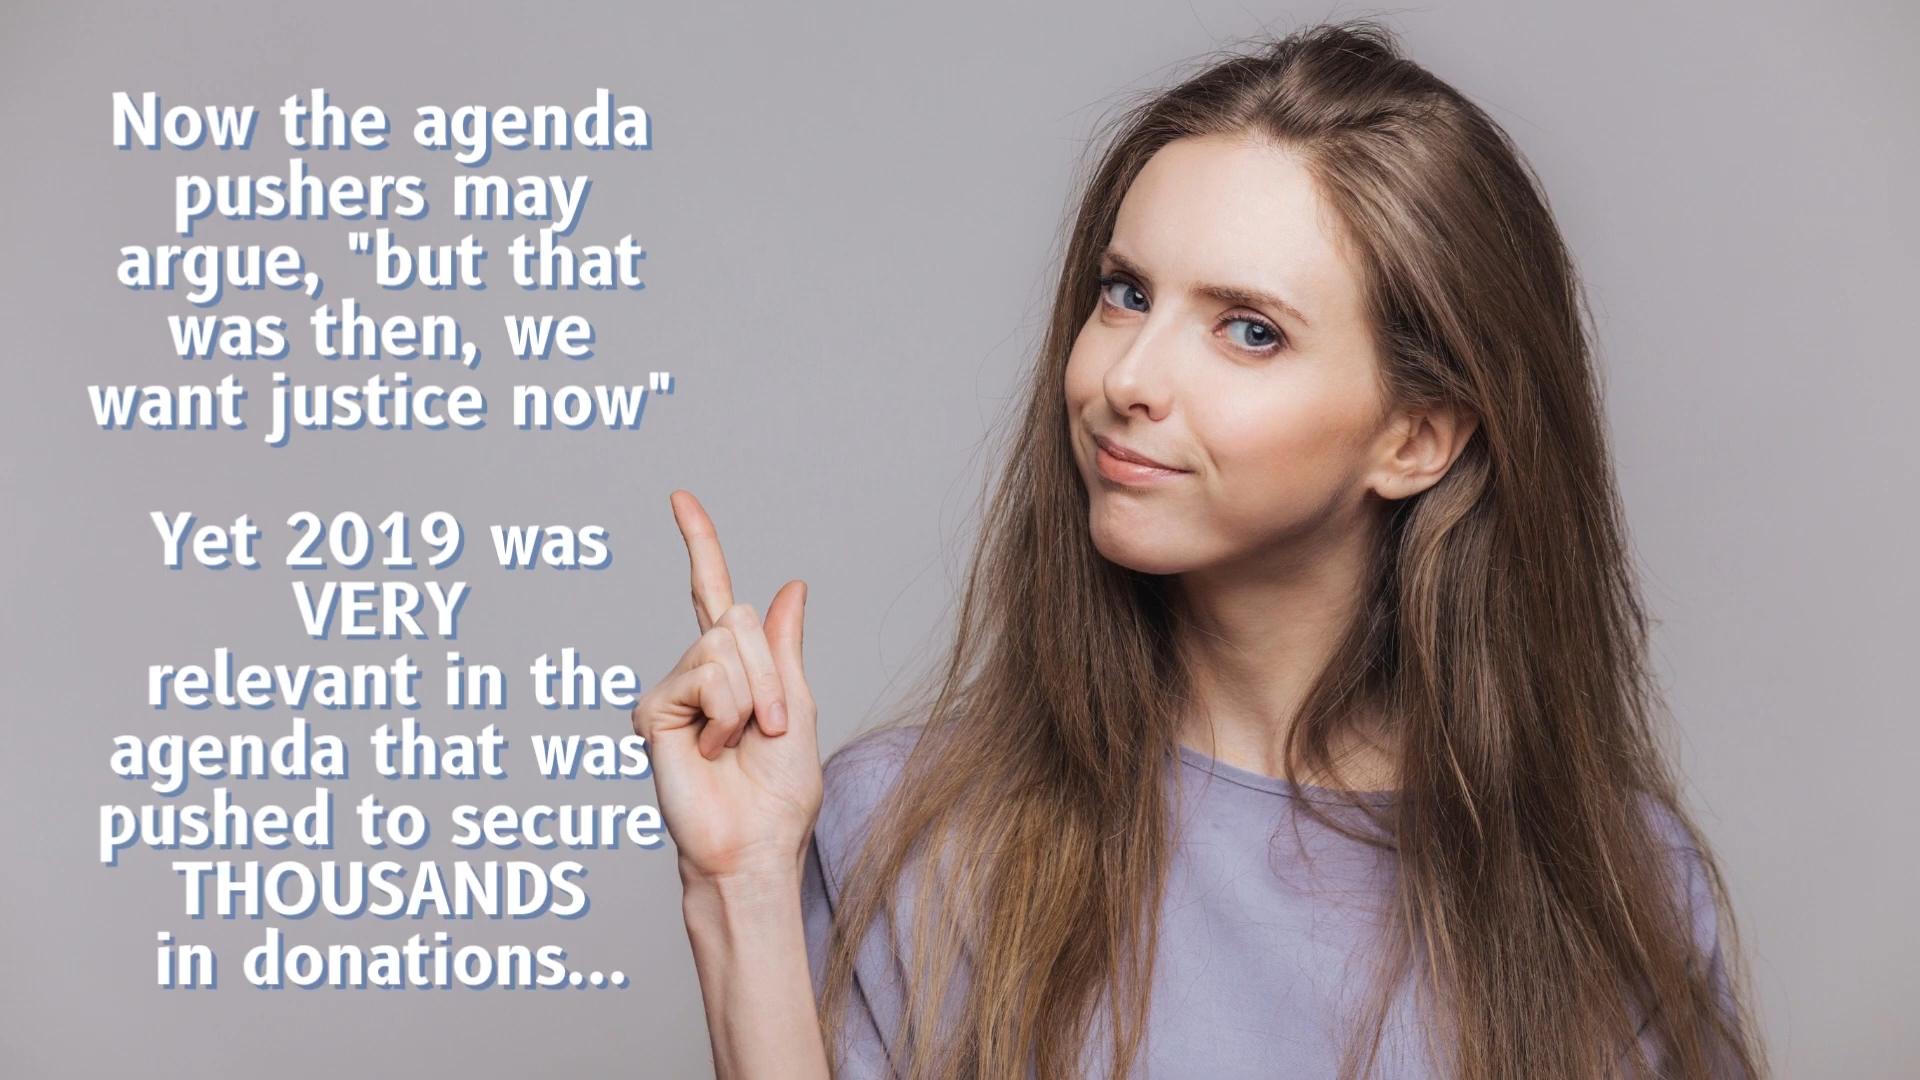 Now the agenda
pushers may
argue, "but that
was then, we
want justice now"
Yet 2019 was
VERY
relevant in the
agenda that was
pushed to secure
THOUSANDS
in donations...